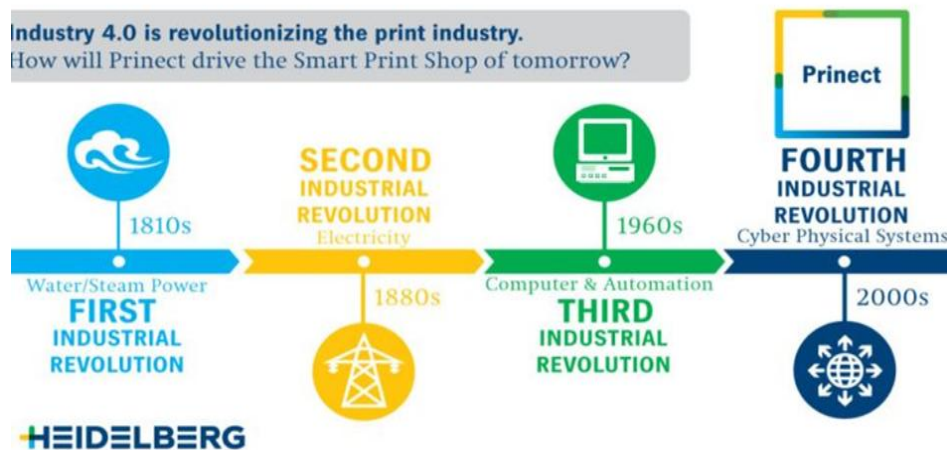 Industry 4.0 is revolutionizing the print industry.
How will Prinect drive the Smart Print Shop of tomorrow?
Prinect
1810s
Water/Steam Power
FIRST
INDUSTRIAL
REVOLUTION
SECOND
INDUSTRIAL
REVOLUTION
Electricity
1880s
1960s
Computer & Automation
THIRD
INDUSTRIAL
REVOLUTION
FOURTH
INDUSTRIAL
REVOLUTION
Cyber Physical Systems
2000s
HEIDELBERG